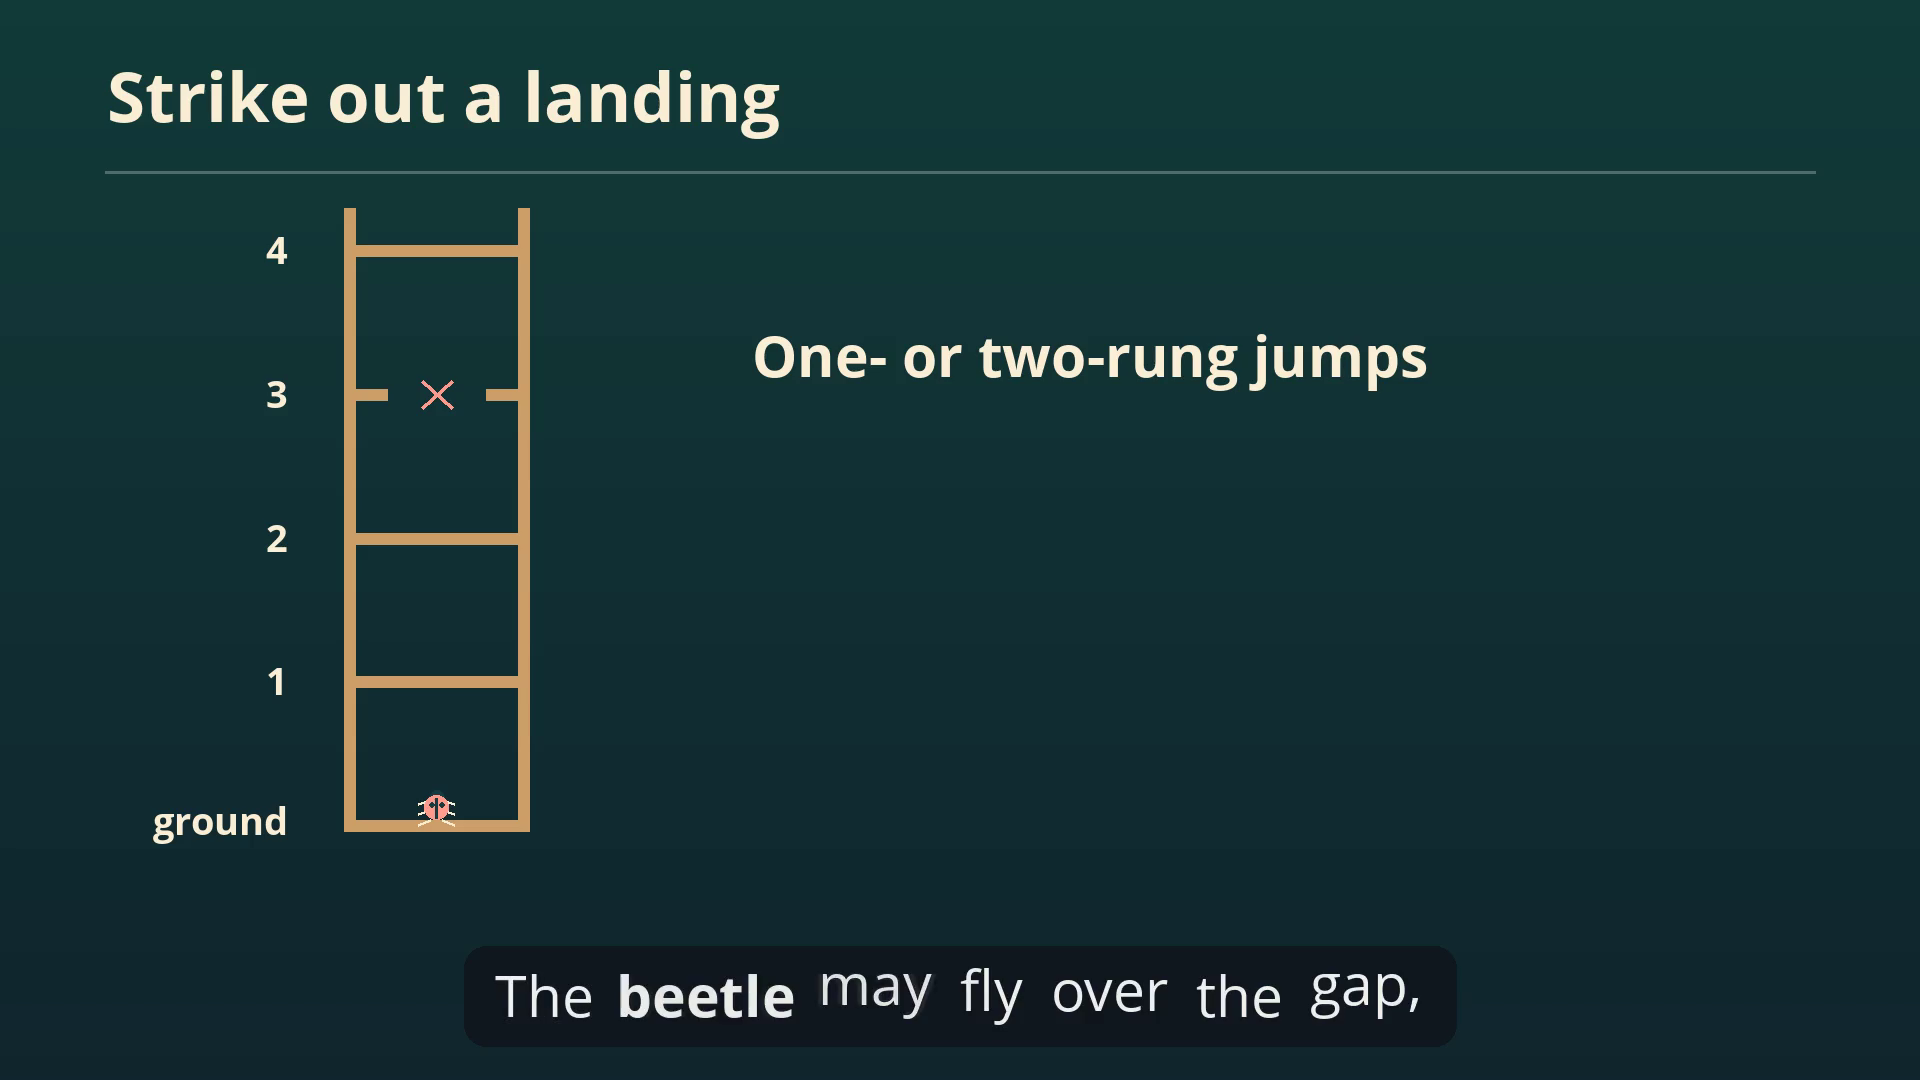 Strike out a landing
4
One- or two-rung jumps
3
2
1
ground
The beetle may fly over the gap,